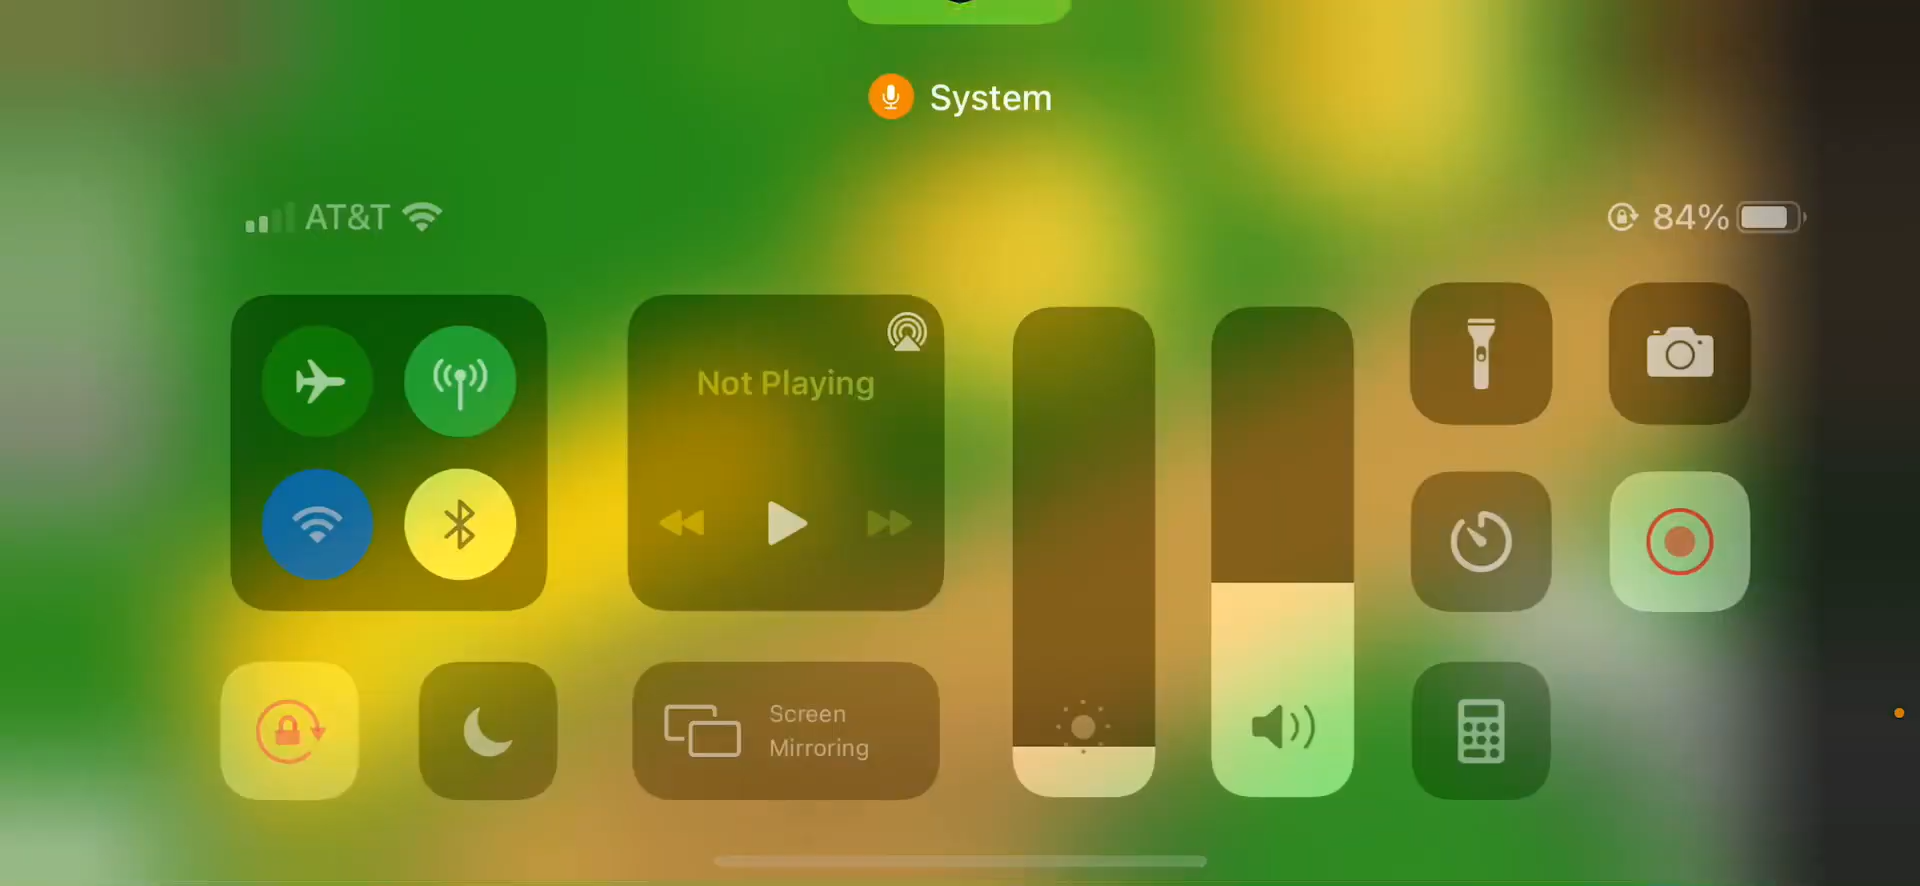 System
AT&T
84%
Not Playing
Screen
Mirroring